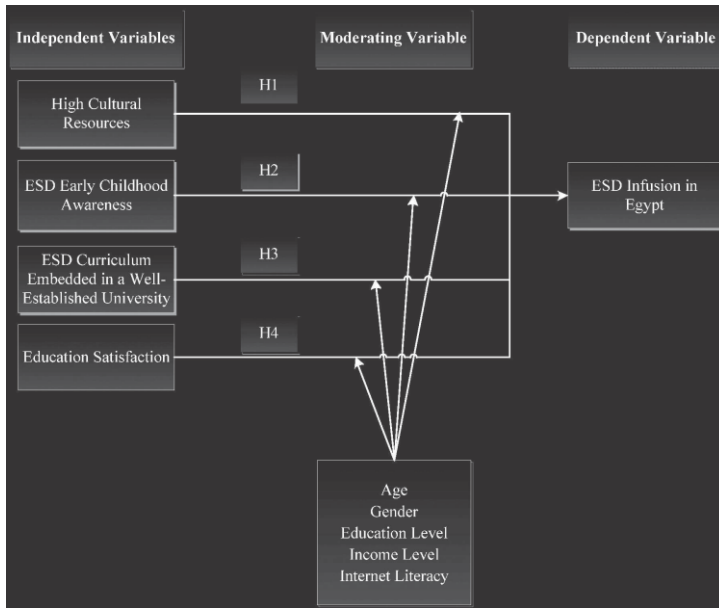 Independent Variables
Moderating Variable
Dependent Variable
High Cultural
Resources
H1
ESD Early Childhood
Awareness
H2
ESD Infusion in
Egypt
ESD Curriculum
Embedded in a Well-
Established University
H3
Education Satisfaction
H4
Age
Gender
Education Level
Income Level
Internet Literacy